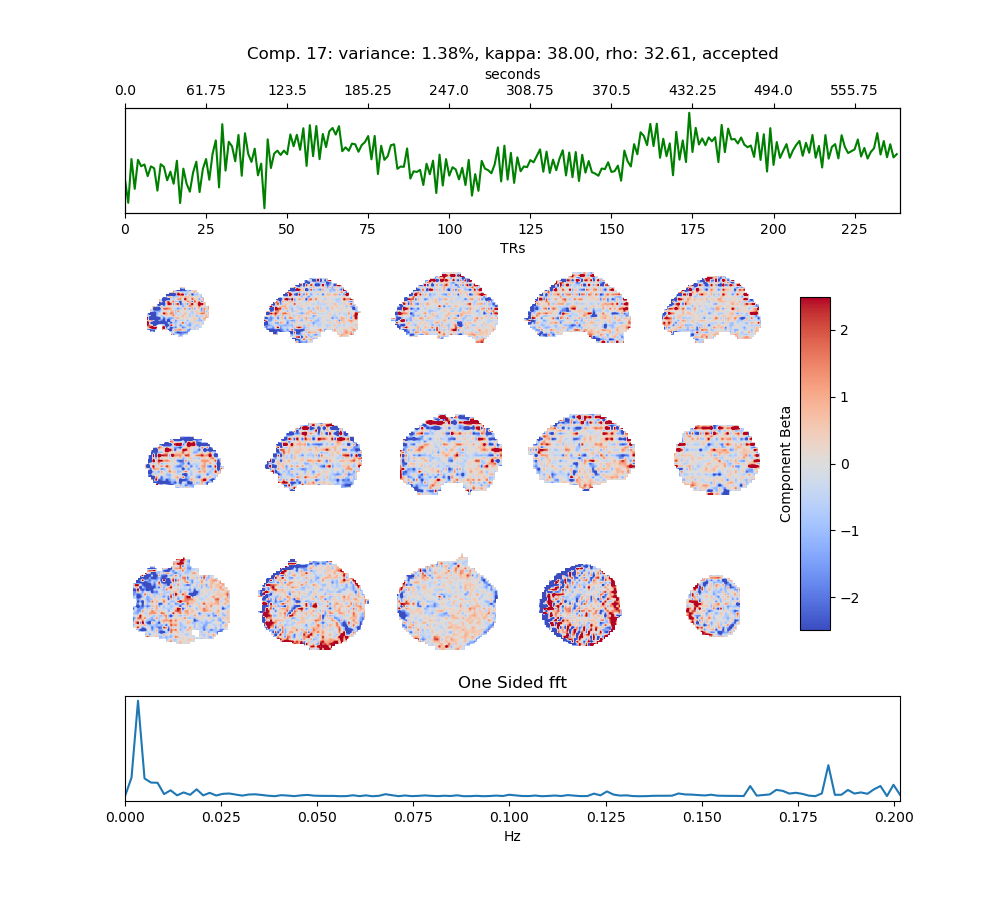 Comp. 17: variance: 1.38%, kappa: 38.00, rho: 32.61, accepted
seconds
0.0 61.75 123.5 185.25 247.0 308.75 370.5 432.25 494.0 555.75
0 25 50 75 100 125 150 175 200 225
TRs
2
1
0
−1
−2
Component Beta
One Sided fft
0.000 0.025 0.050 0.075 0.100 0.125 0.150 0.175 0.200
Hz